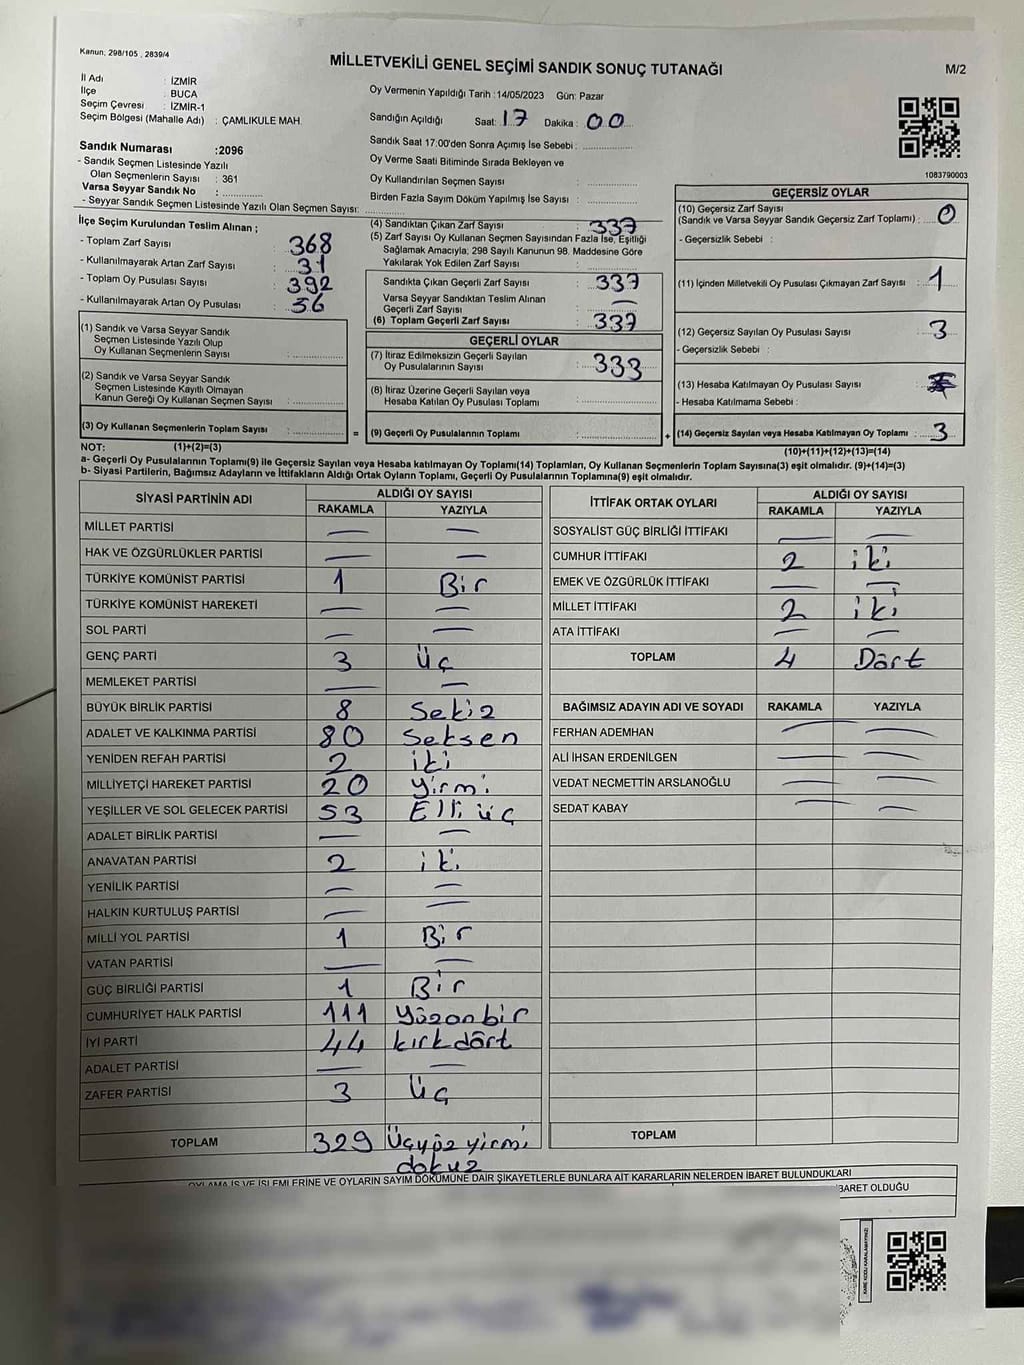 Kanun; 298/105 , 2839/4
MİLLETVEKİLİ GENEL SEÇİMİ SANDIK SONUÇ TUTANAĞI
M/2
İl Adı : İZMİR
İlçe : BUCA
Seçim Çevresi : İZMİR-1
Seçim Bölgesi (Mahalle Adı) : ÇAMLIKULE MAH.
Sandık Numarası :2096
- Sandık Seçmen Listesinde Yazılı
Olan Seçmenlerin Sayısı : 361
Varsa Seyyar Sandık No : ..............
- Seyyar Sandık Seçmen Listesinde Yazılı Olan Seçmen Sayısı: ..............
Oy Vermenin Yapıldığı Tarih :14/05/2023 Gün: Pazar
Sandığın Açıldığı Saat: 17 Dakika : 00
Sandık Saat 17.00'den Sonra Açımış İse Sebebi : ..............
Oy Verme Saati Bitiminde Sırada Bekleyen ve
Oy Kullandırılan Seçmen Sayısı : ..............
Birden Fazla Sayım Döküm Yapılmış İse Sayısı : ..............
1083790003
İlçe Seçim Kurulundan Teslim Alınan ;
- Toplam Zarf Sayısı : 368
- Kullanılmayarak Artan Zarf Sayısı : 31
- Toplam Oy Pusulası Sayısı : 392
- Kullanılmayarak Artan Oy Pusulası : 56
(4) Sandıktan Çıkan Zarf Sayısı : 337
(5) Zarf Sayısı Oy Kullanan Seçmen Sayısından Fazla İse, Eşitliği
Sağlamak Amacıyla; 298 Sayılı Kanunun 98. Maddesine Göre
Yakılarak Yok Edilen Zarf Sayısı : ..............
Sandıkta Çıkan Geçerli Zarf Sayısı : 337
Varsa Seyyar Sandıktan Teslim Alınan
Geçerli Zarf Sayısı : —
(6) Toplam Geçerli Zarf Sayısı : 337
GEÇERLİ OYLAR
(7) İtiraz Edilmeksizin Geçerli Sayılan
Oy Pusulalarının Sayısı : 333
(8) İtiraz Üzerine Geçerli Sayılan veya
Hesaba Katılan Oy Pusulası Toplamı : ..............
(9) Geçerli Oy Pusulalarının Toplamı : ..............
GEÇERSİZ OYLAR
(10) Geçersiz Zarf Sayısı
(Sandık ve Varsa Seyyar Sandık Geçersiz Zarf Toplamı) : 0
- Geçersizlik Sebebi :
(11) İçinden Milletvekili Oy Pusulası Çıkmayan Zarf Sayısı : 1
(12) Geçersiz Sayılan Oy Pusulası Sayısı : 3
- Geçersizlik Sebebi :
(13) Hesaba Katılmayan Oy Pusulası Sayısı :
- Hesaba Katılmama Sebebi :
(14) Geçersiz Sayılan veya Hesaba Katılmayan Oy Toplamı : 3
(10)+(11)+(12)+(13)=(14)
(1) Sandık ve Varsa Seyyar Sandık
Seçmen Listesinde Yazılı Olup
Oy Kullanan Seçmenlerin Sayısı : ..............
(2) Sandık ve Varsa Seyyar Sandık
Seçmen Listesinde Kayıtlı Olmayan
Kanun Gereği Oy Kullanan Seçmen Sayısı : ..............
(3) Oy Kullanan Seçmenlerin Toplam Sayısı : .............. = +
NOT: (1)+(2)=(3)
a- Geçerli Oy Pusulalarının Toplamı(9) ile Geçersiz Sayılan veya Hesaba katılmayan Oy Toplamı(14) Toplamları, Oy Kullanan Seçmenlerin Toplam Sayısına(3) eşit olmalıdır. (9)+(14)=(3)
b- Siyasi Partilerin, Bağımsız Adayların ve İttifakların Aldığı Ortak Oyların Toplamı, Geçerli Oy Pusulalarının Toplamına(9) eşit olmalıdır.
SİYASİ PARTİNİN ADI ALDIĞI OY SAYISI
RAKAMLA YAZIYLA
MİLLET PARTİSİ — —
HAK VE ÖZGÜRLÜKLER PARTİSİ — —
TÜRKİYE KOMÜNİST PARTİSİ 1 Bir
TÜRKİYE KOMÜNİST HAREKETİ — —
SOL PARTİ — —
GENÇ PARTİ 3 Üç
MEMLEKET PARTİSİ — —
BÜYÜK BİRLİK PARTİSİ 8 Sekiz
ADALET VE KALKINMA PARTİSİ 80 Seksen
YENİDEN REFAH PARTİSİ 2 iki
MİLLİYETÇİ HAREKET PARTİSİ 20 yirmi
YEŞİLLER VE SOL GELECEK PARTİSİ 53 Elli üç
ADALET BİRLİK PARTİSİ — —
ANAVATAN PARTİSİ 2 iki
YENİLİK PARTİSİ — —
HALKIN KURTULUŞ PARTİSİ — —
MİLLİ YOL PARTİSİ 1 Bir
VATAN PARTİSİ — —
GÜÇ BİRLİĞİ PARTİSİ 1 Bir
CUMHURİYET HALK PARTİSİ 111 Yüzonbir
İYİ PARTİ 44 kırkdört
ADALET PARTİSİ — —
ZAFER PARTİSİ 3 Üç
TOPLAM 329 Üçyüz yirmi
dokuz
İTTİFAK ORTAK OYLARI ALDIĞI OY SAYISI
RAKAMLA YAZIYLA
SOSYALİST GÜÇ BİRLİĞİ İTTİFAKI — —
CUMHUR İTTİFAKI 2 iki
EMEK VE ÖZGÜRLÜK İTTİFAKI — —
MİLLET İTTİFAKI 2 iki
ATA İTTİFAKI — —
TOPLAM 4 Dört
BAĞIMSIZ ADAYIN ADI VE SOYADI RAKAMLA YAZIYLA
FERHAN ADEMHAN — —
ALİ İHSAN ERDENİLGEN — —
VEDAT NECMETTİN ARSLANOĞLU — —
SEDAT KABAY — —
TOPLAM
OYLAMA İŞ VE İŞLEMLERİNE VE OYLARIN SAYIM DÖKÜMÜNE DAİR ŞİKAYETLERLE BUNLARA AİT KARARLARIN NELERDEN İBARET BULUNDUKLARI
BARET OLDUĞU
KARE KODU KARALAMAYINIZ!